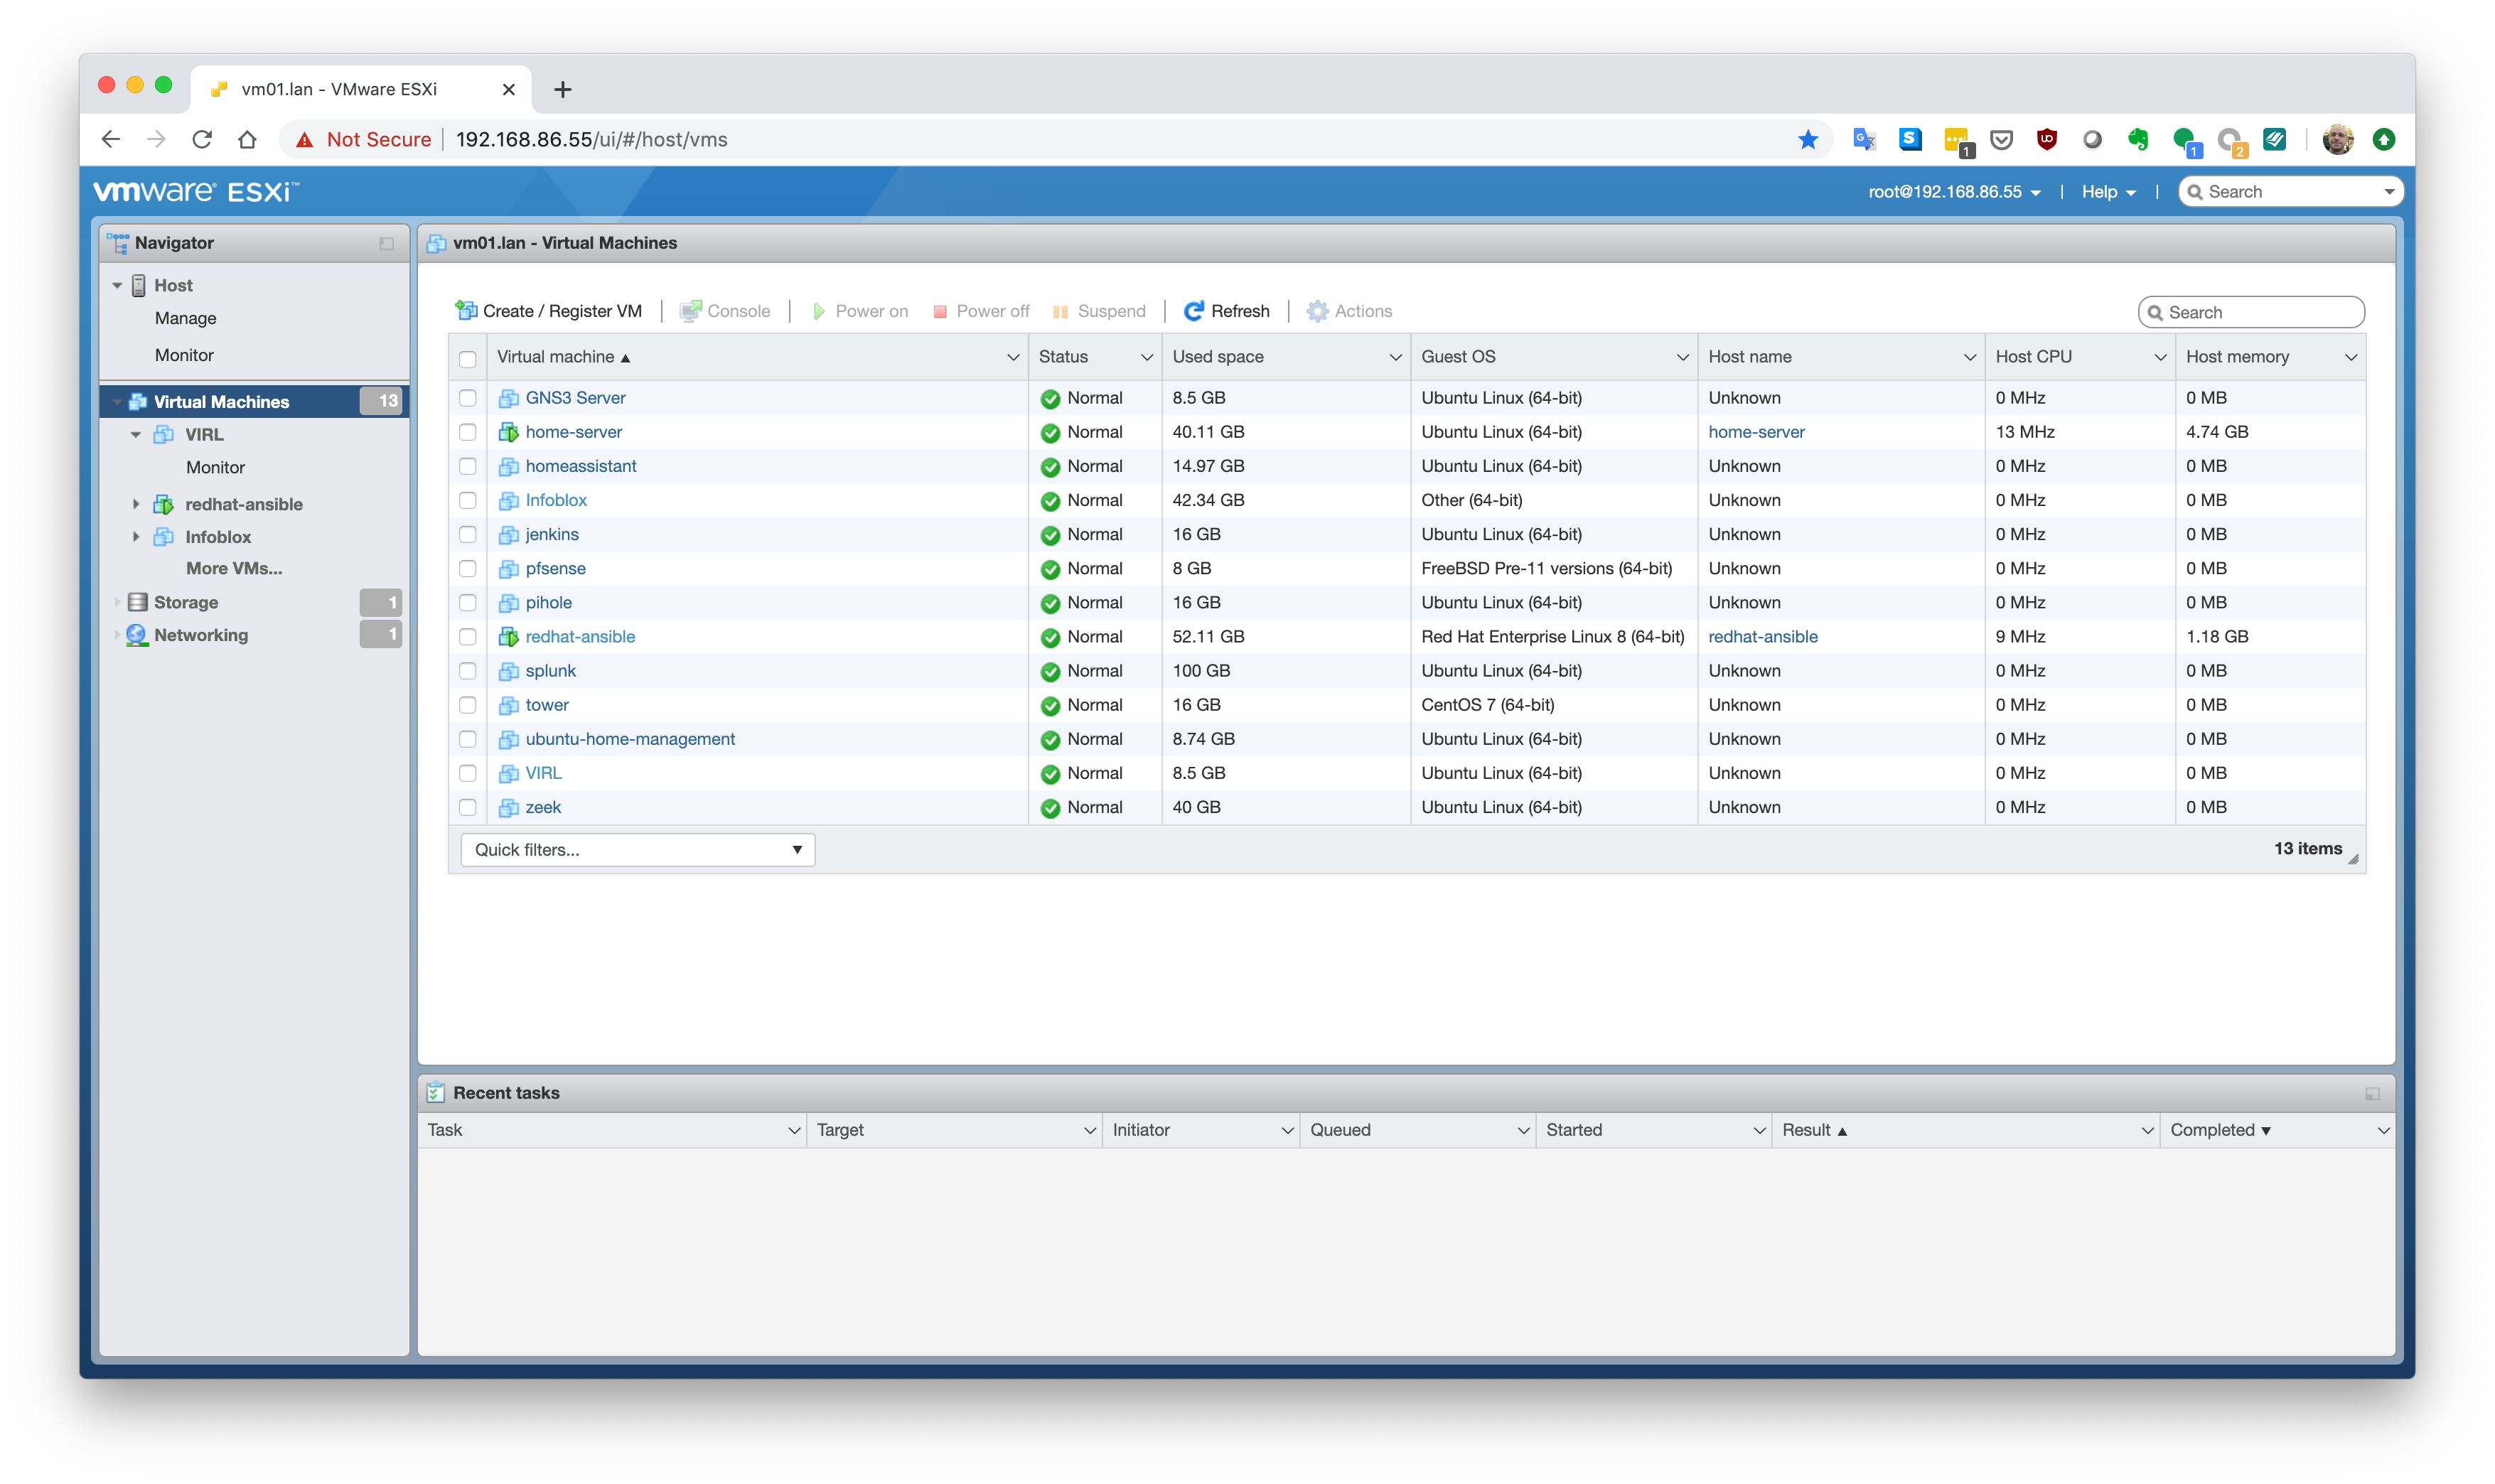 vm01.lan - VMware ESXi
Not Secure 192.168.86.55/ui/#/host/vms
1 1 2
vmware® ESXi™ root@192.168.86.55 | Help | Search
Navigator
Host
Manage
Monitor
Virtual Machines 13
VIRL
Monitor
redhat-ansible
Infoblox
More VMs...
Storage 1
Networking 1
vm01.lan - Virtual Machines
Create / Register VM | Console | Power on Power off Suspend | Refresh | Actions Search
Virtual machine Status Used space Guest OS Host name Host CPU Host memory
GNS3 Server Normal 8.5 GB Ubuntu Linux (64-bit) Unknown 0 MHz 0 MB
home-server Normal 40.11 GB Ubuntu Linux (64-bit) home-server 13 MHz 4.74 GB
homeassistant Normal 14.97 GB Ubuntu Linux (64-bit) Unknown 0 MHz 0 MB
Infoblox Normal 42.34 GB Other (64-bit) Unknown 0 MHz 0 MB
jenkins Normal 16 GB Ubuntu Linux (64-bit) Unknown 0 MHz 0 MB
pfsense Normal 8 GB FreeBSD Pre-11 versions (64-bit) Unknown 0 MHz 0 MB
pihole Normal 16 GB Ubuntu Linux (64-bit) Unknown 0 MHz 0 MB
redhat-ansible Normal 52.11 GB Red Hat Enterprise Linux 8 (64-bit) redhat-ansible 9 MHz 1.18 GB
splunk Normal 100 GB Ubuntu Linux (64-bit) Unknown 0 MHz 0 MB
tower Normal 16 GB CentOS 7 (64-bit) Unknown 0 MHz 0 MB
ubuntu-home-management Normal 8.74 GB Ubuntu Linux (64-bit) Unknown 0 MHz 0 MB
VIRL Normal 8.5 GB Ubuntu Linux (64-bit) Unknown 0 MHz 0 MB
zeek Normal 40 GB Ubuntu Linux (64-bit) Unknown 0 MHz 0 MB
Quick filters... 13 items
Recent tasks
Task Target Initiator Queued Started Result Completed